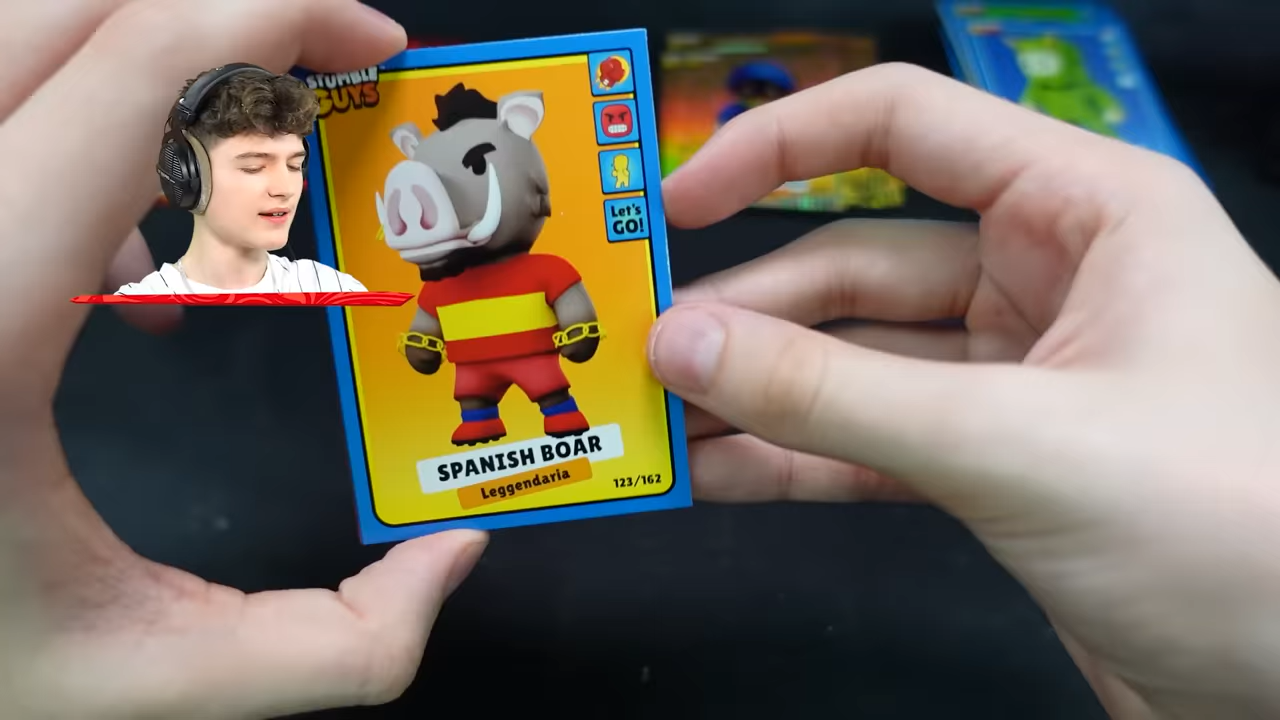 STUMBLE
GUYS
Let's
GO!
SPANISH BOAR
Leggendaria
123/162